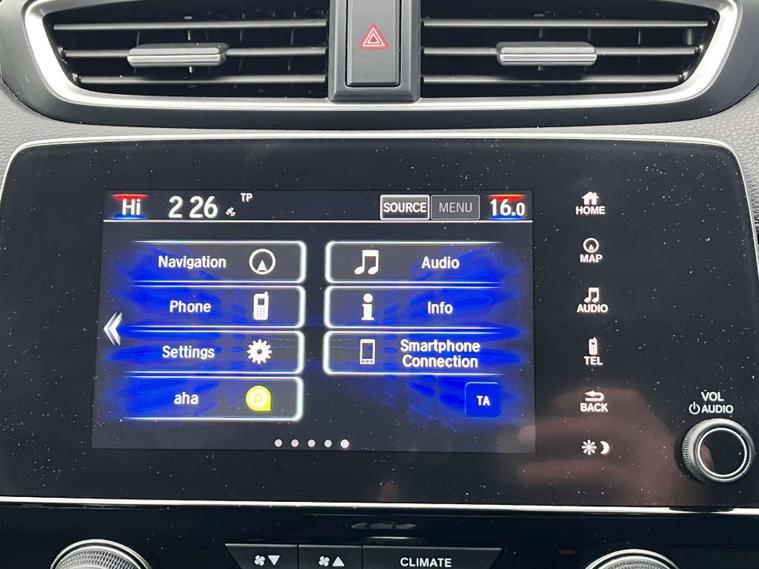 Hi 2 26 TP SOURCE MENU 16.0
Navigation Audio
Phone Info
Settings Smartphone
Connection
aha TA
HOME
MAP
AUDIO
TEL
BACK
VOL
AUDIO
CLIMATE